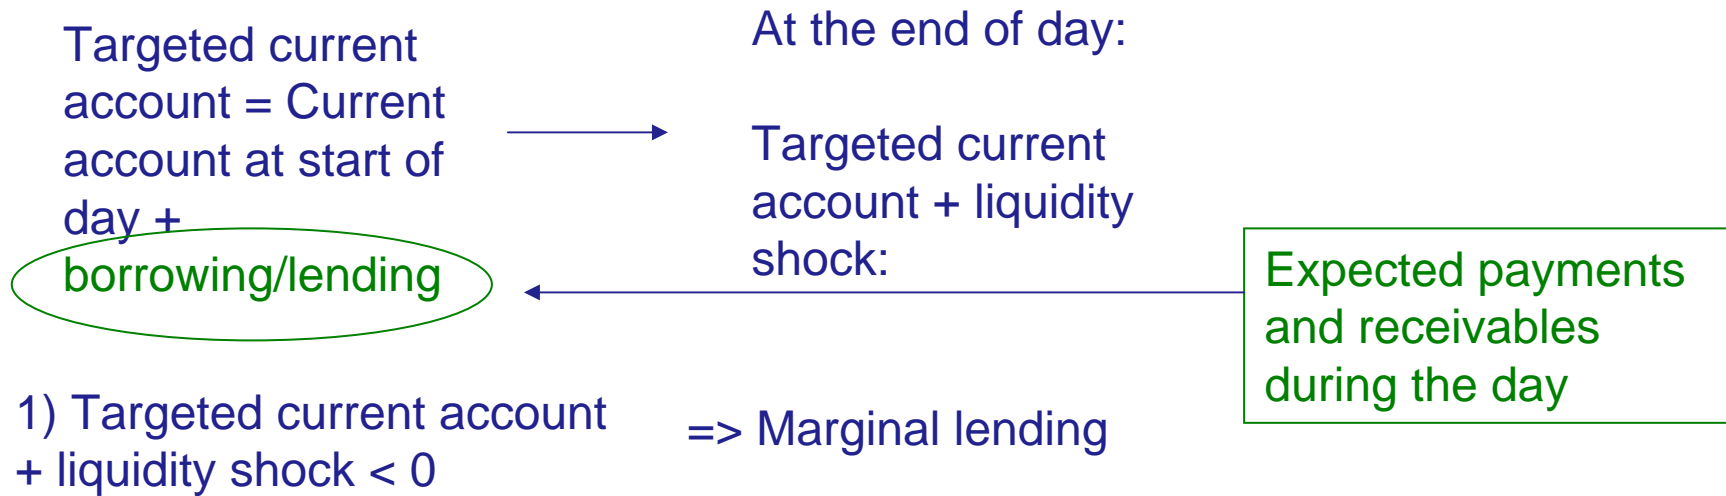 Targeted current
account = Current
account at start of
day +
borrowing/lending
At the end of day:
Targeted current
account + liquidity
shock:
Expected payments
and receivables
during the day
1) Targeted current account
+ liquidity shock < 0
=> Marginal lending